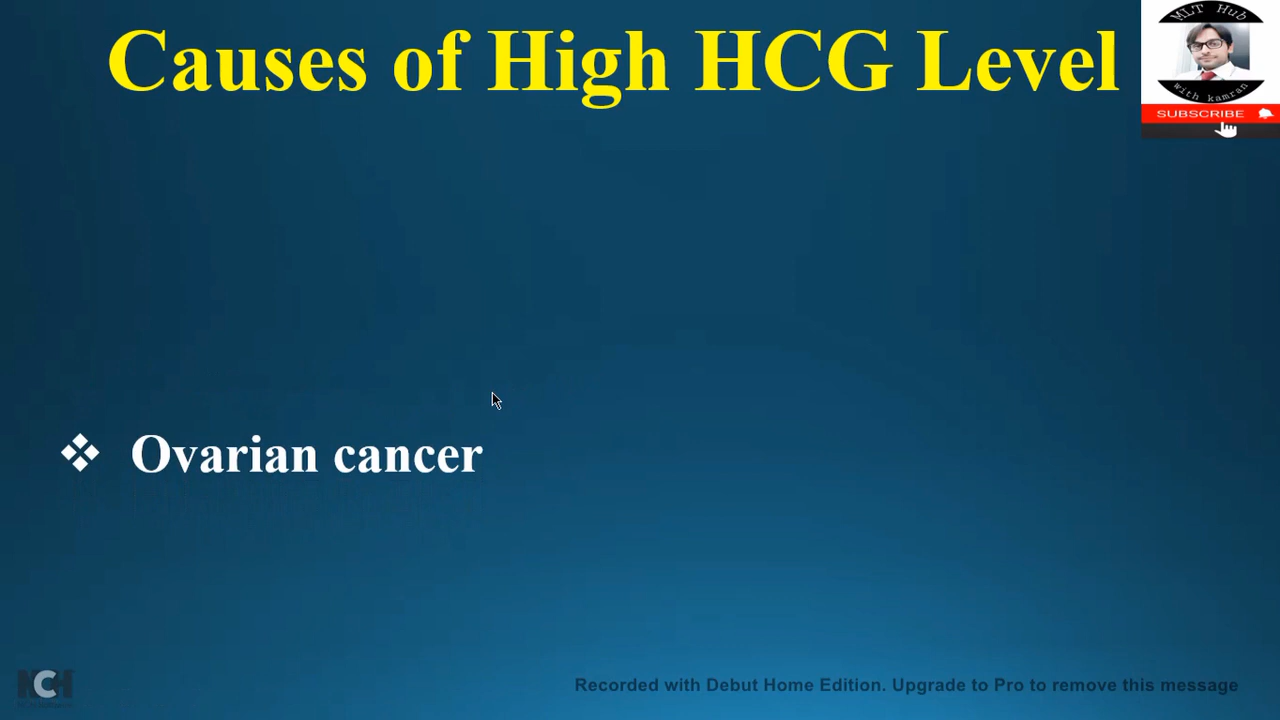 Causes of High HCG Level
MLT Hub
with kamran
SUBSCRIBE
Ovarian cancer
NCH
Recorded with Debut Home Edition. Upgrade to Pro to remove this message